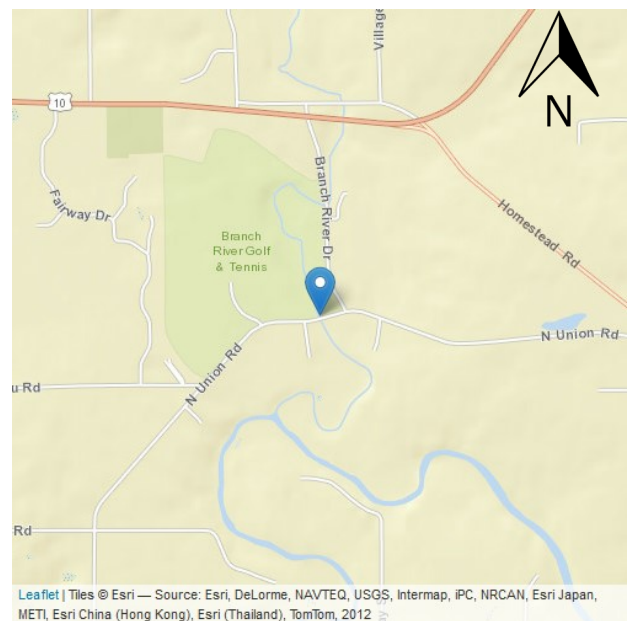 Village
N
10
Branch River Dr
Fairway Dr
Homestead Rd
Branch
River Golf
& Tennis
N Union Rd
N Union Rd
u Rd
Rd
Leaflet | Tiles © Esri — Source: Esri, DeLorme, NAVTEQ, USGS, Intermap, iPC, NRCAN, Esri Japan,
METI, Esri China (Hong Kong), Esri (Thailand), TomTom, 2012